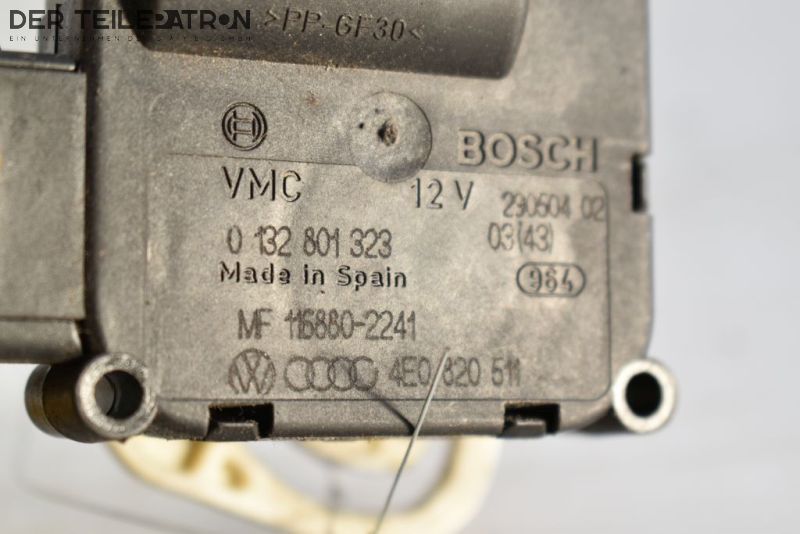 DER TEILEPATRON
>PP-GF30<
BOSCH
VMC 12 V
290604 02
0 132 801 323
03(43)
Made in Spain
964
MF 116880-2241
4E0 820 511